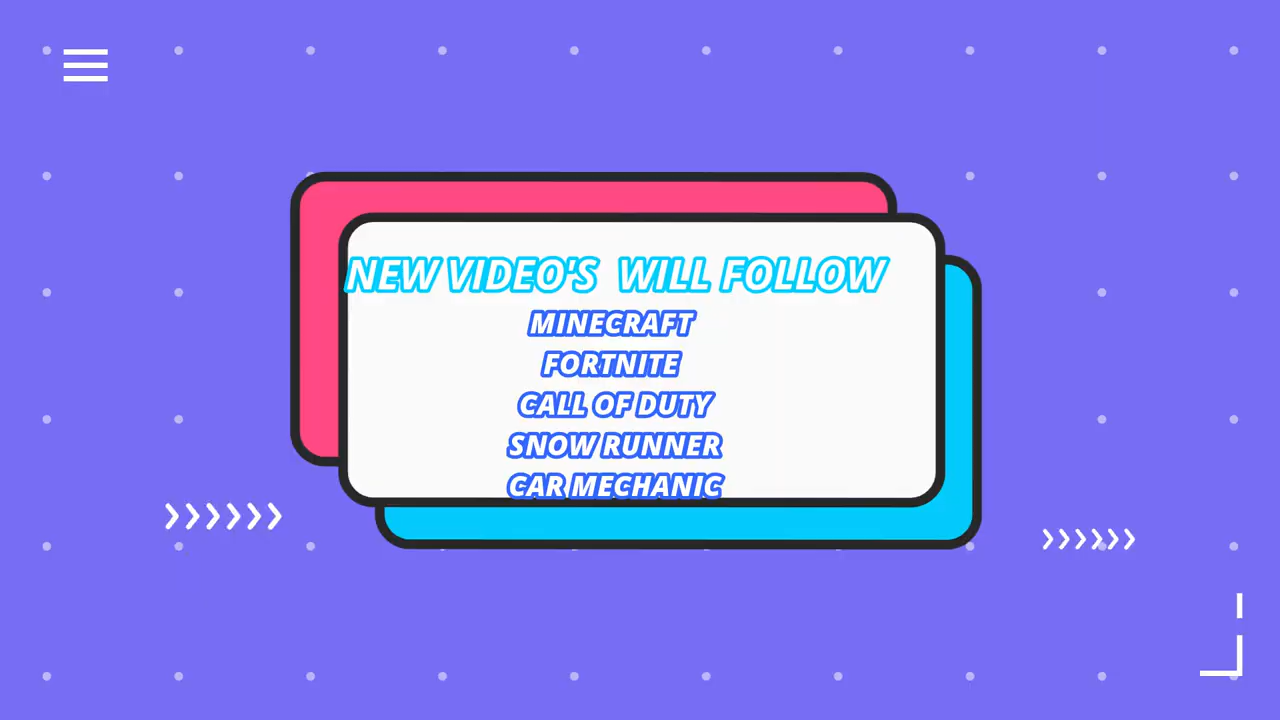 NEW VIDEO'S WILL FOLLOW
MINECRAFT
FORTNITE
CALL OF DUTY
SNOW RUNNER
CAR MECHANIC